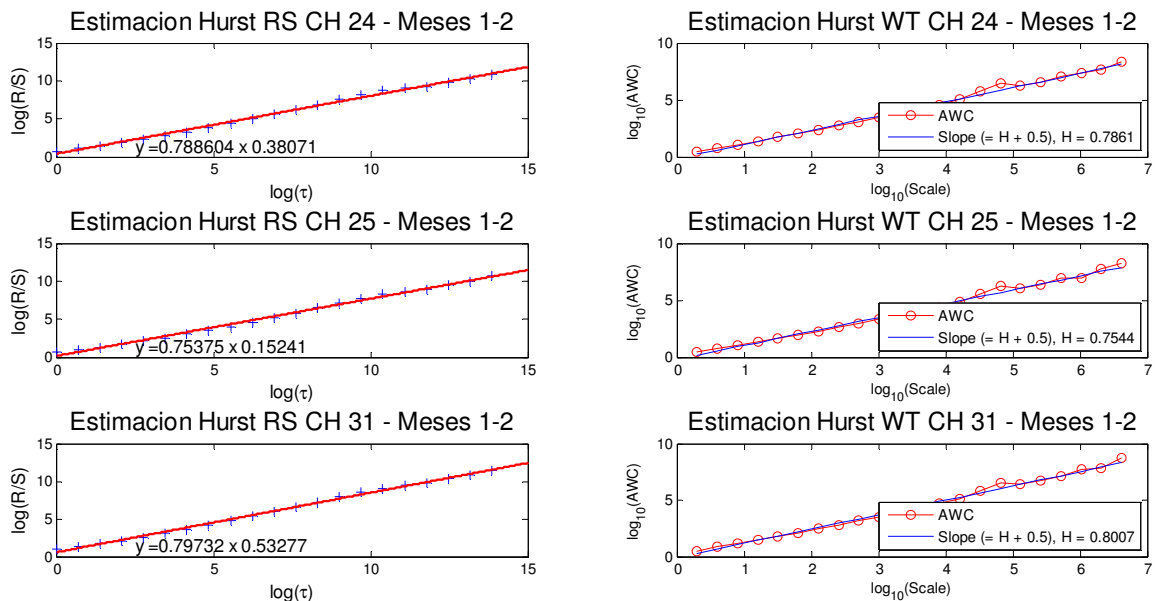 Estimacion Hurst RS CH 24 - Meses 1-2
15
10
5
0
log(R/S)
y =0.788604 x 0.38071
0 5 10 15
log(τ)
Estimacion Hurst WT CH 24 - Meses 1-2
10
5
0
log10(AWC)
AWC
Slope (= H + 0.5), H = 0.7861
0 1 2 3 4 5 6 7
log10(Scale)
Estimacion Hurst RS CH 25 - Meses 1-2
15
10
5
0
log(R/S)
y =0.75375 x 0.15241
0 5 10 15
log(τ)
Estimacion Hurst WT CH 25 - Meses 1-2
10
5
0
log10(AWC)
AWC
Slope (= H + 0.5), H = 0.7544
0 1 2 3 4 5 6 7
log10(Scale)
Estimacion Hurst RS CH 31 - Meses 1-2
15
10
5
0
log(R/S)
y =0.79732 x 0.53277
0 5 10 15
log(τ)
Estimacion Hurst WT CH 31 - Meses 1-2
10
5
0
log10(AWC)
AWC
Slope (= H + 0.5), H = 0.8007
0 1 2 3 4 5 6 7
log10(Scale)